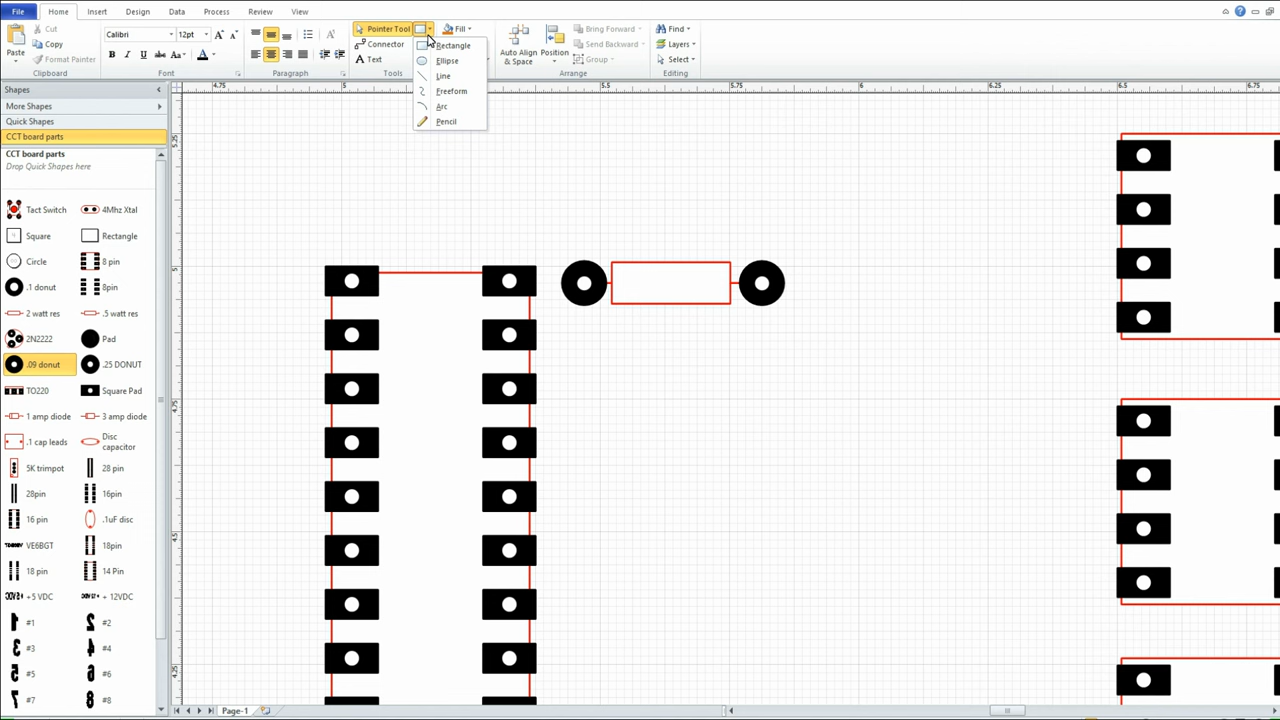 File Home Insert Design Data Process Review View
Cut
Copy
Format Painter
Paste
Clipboard
Calibri 12pt
Font
Paragraph
Pointer Tool
Connector
Text
Tools
Fill
Rectangle
Ellipse
Line
Freeform
Arc
Pencil
Auto Align
& Space
Position
Bring Forward
Send Backward
Group
Arrange
Find
Layers
Select
Editing
Shapes
More Shapes
Quick Shapes
CCT board parts
CCT board parts
Drop Quick Shapes here
Tact Switch 4Mhz Xtal
Square Rectangle
Circle 8 pin
.1 donut 8pin
2 watt res .5 watt res
2N2222 Pad
.09 donut .25 DONUT
TO220 Square Pad
1 amp diode 3 amp diode
.1 cap leads Disc capacitor
5K trimpot 28 pin
28pin 16pin
16 pin .1uF disc
VE6BGT 18pin
18 pin 14 Pin
+5 VDC + 12VDC
#1 #2
#3 #4
#5 #6
#7 #8
4.75 5 5.5 5.75 6 6.25 6.5 6.75
5.25
5
4.75
4.5
4.25
Page-1